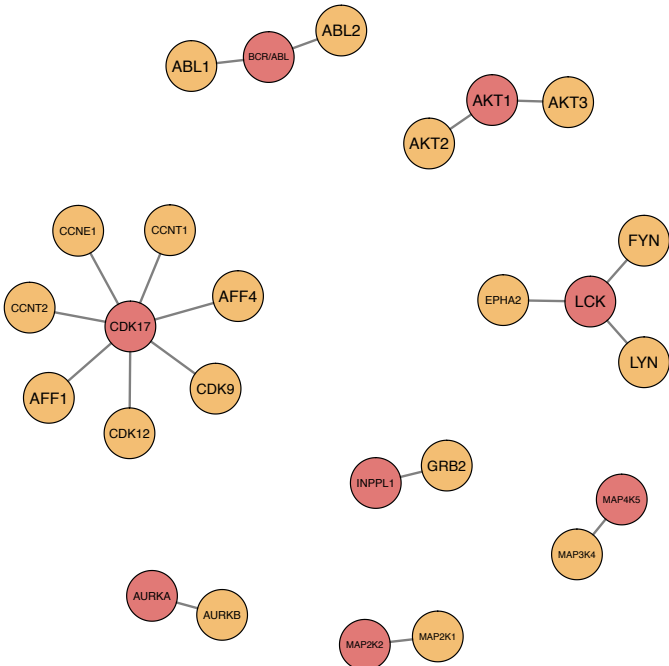 ABL2
BCR/ABL
ABL1
AKT1
AKT3
AKT2
CCNE1
CCNT1
FYN
AFF4
EPHA2
LCK
CCNT2
CDK17
LYN
CDK9
AFF1
CDK12
GRB2
INPPL1
MAP4K5
MAP3K4
AURKA
AURKB
MAP2K1
MAP2K2